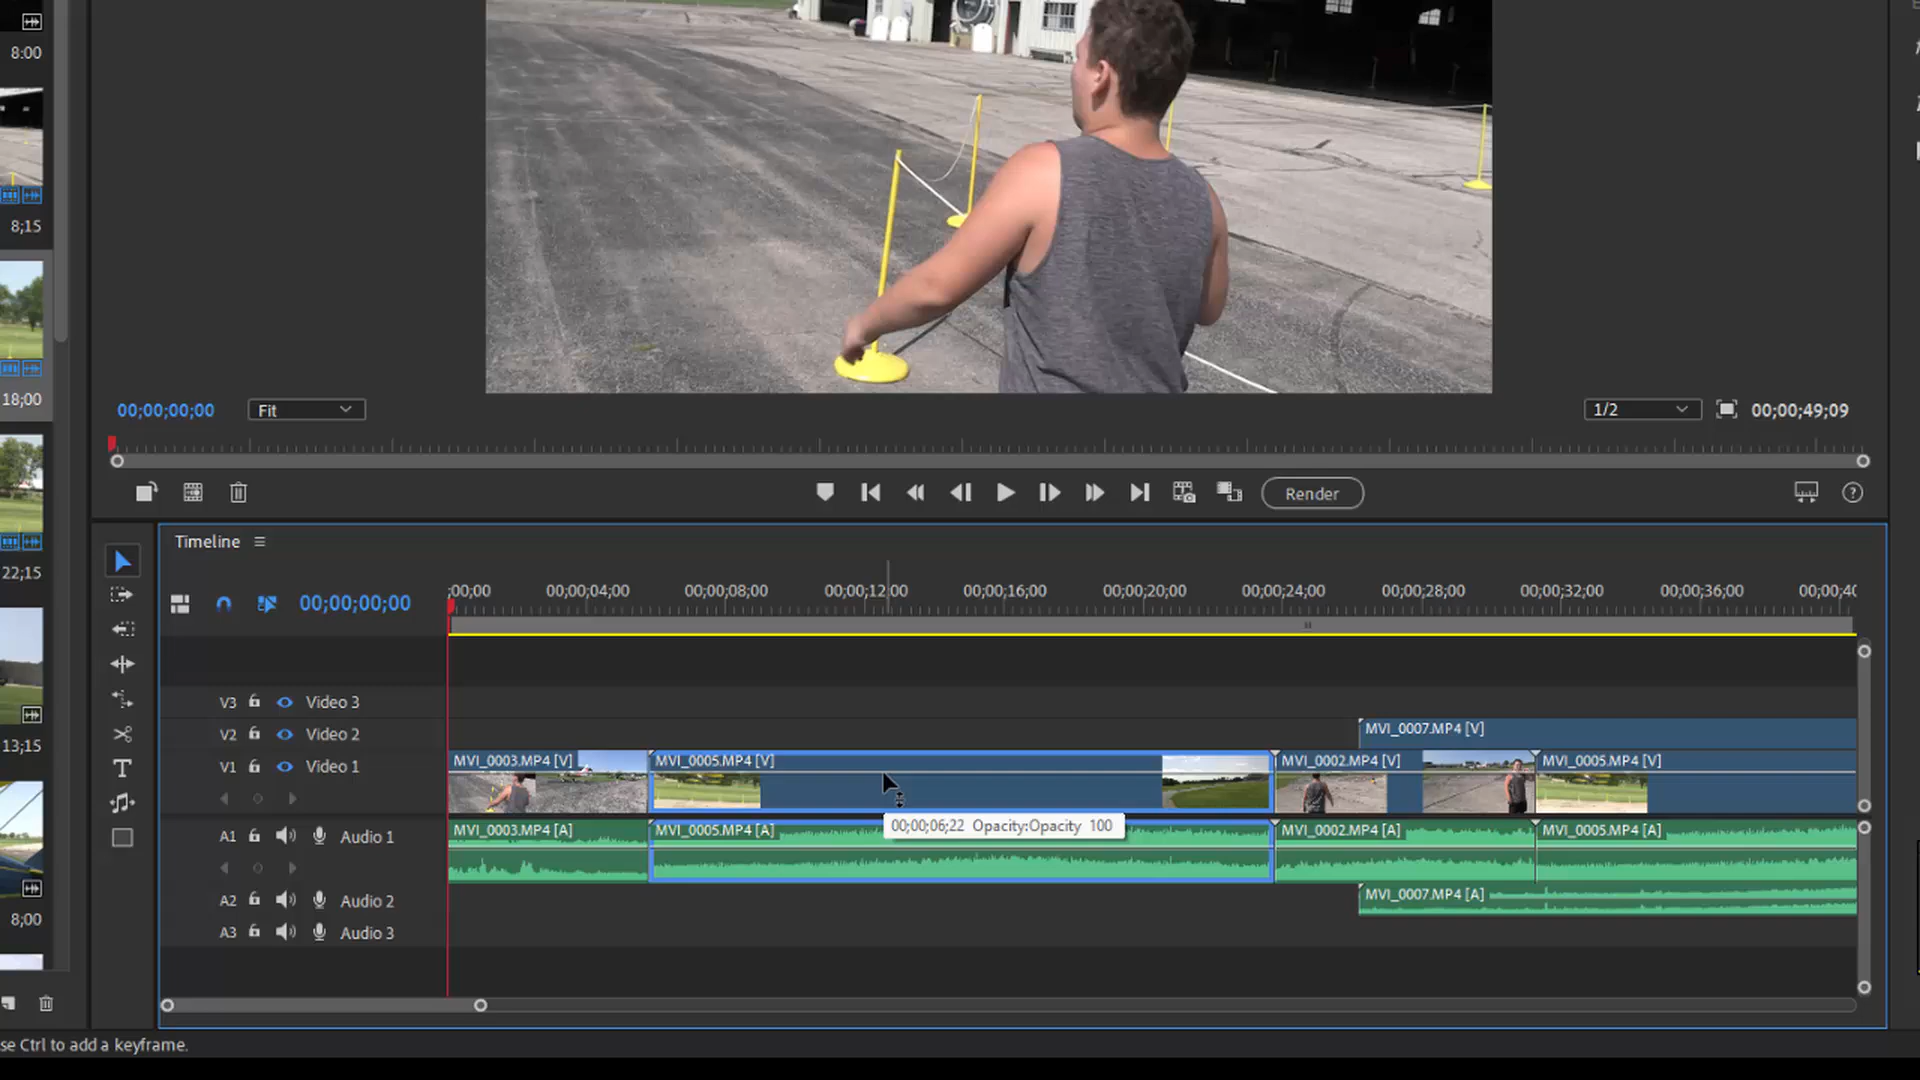 8:00
8;15
18;00
22;15
13;15
8;00
00;00;00;00
Fit
1/2
00;00;49;09
Render
Timeline
00;00;00;00
;00;00
00;00;04;00
00;00;08;00
00;00;12;00
00;00;16;00
00;00;20;00
00;00;24;00
00;00;28;00
00;00;32;00
00;00;36;00
V3 Video 3
V2 Video 2
MVI_0007.MP4 [V]
V1 Video 1
MVI_0003.MP4 [V]
MVI_0005.MP4 [V]
MVI_0002.MP4 [V]
MVI_0005.MP4 [V]
00;00;06;22 Opacity:Opacity 100
A1 Audio 1
MVI_0003.MP4 [A]
MVI_0005.MP4 [A]
MVI_0002.MP4 [A]
MVI_0005.MP4 [A]
A2 Audio 2
MVI_0007.MP4 [A]
A3 Audio 3
se Ctrl to add a keyframe.